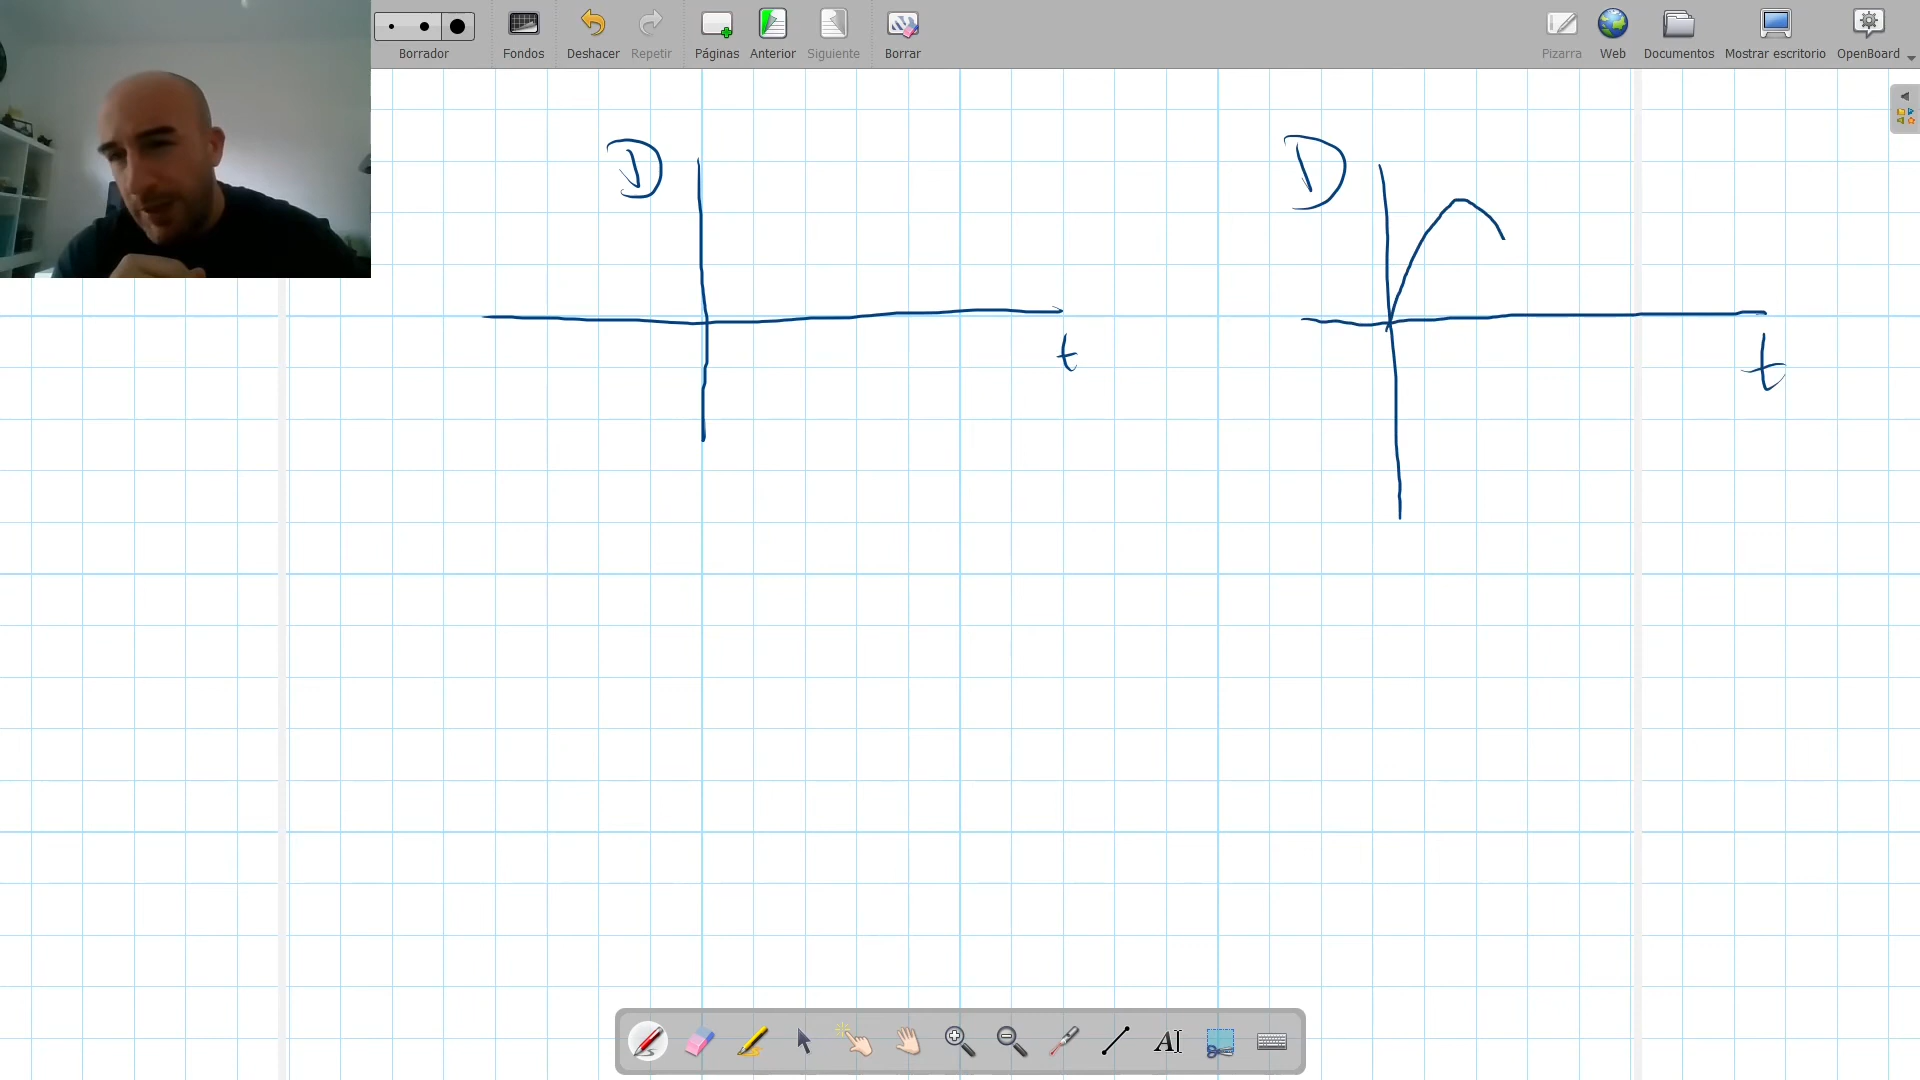 Borrador Fondos Deshacer Repetir Páginas Anterior Siguiente Borrar Pizarra Web Documentos Mostrar escritorio OpenBoard
D D
t t
A